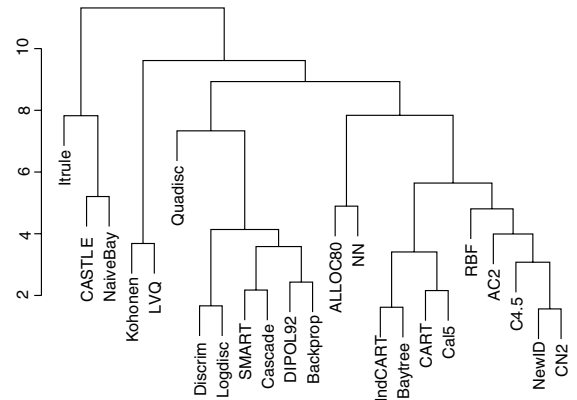 10
8
6
4
2
Itrule
CASTLE
NaiveBay
Kohonen
LVQ
Quadisc
Discrim
Logdisc
SMART
Cascade
DIPOL92
Backprop
ALLOC80
NN
IndCART
Baytree
CART
Cal5
RBF
AC2
C4.5
NewID
CN2